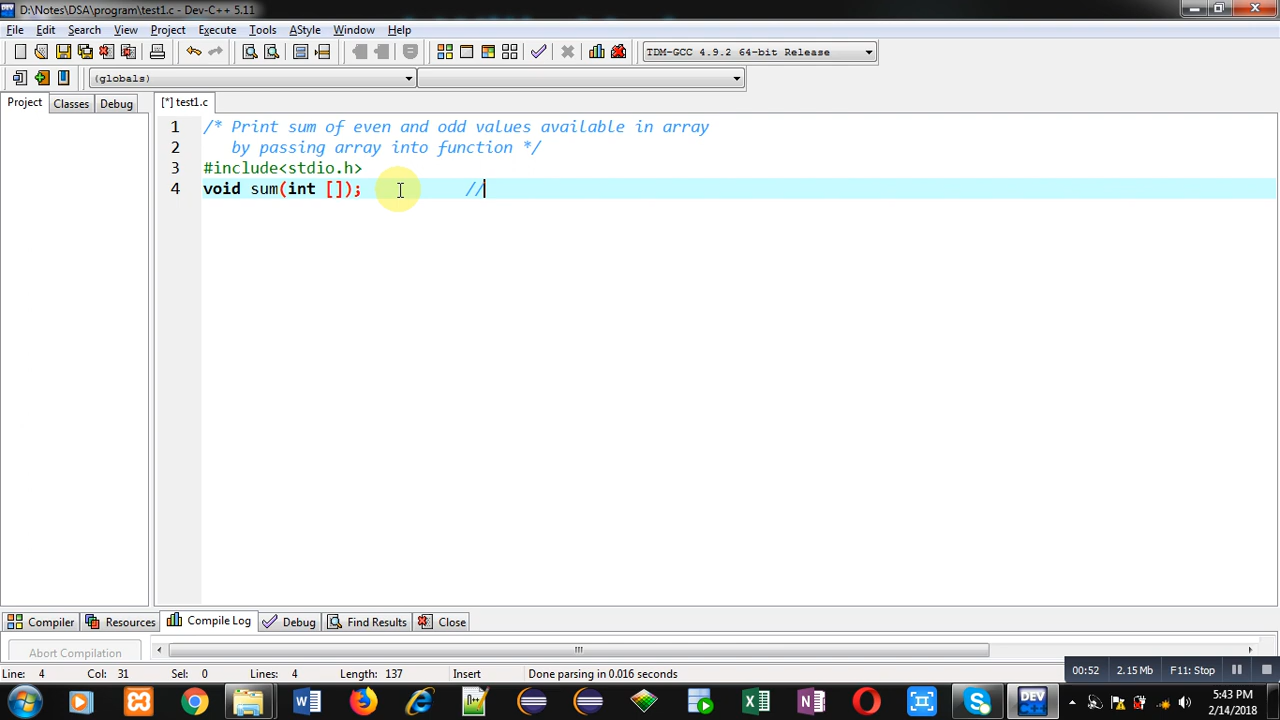 D:\Notes\DSA\program\test1.c - Dev-C++ 5.11
File Edit Search View Project Execute Tools AStyle Window Help
TDM-GCC 4.9.2 64-bit Release
(globals)
Project Classes Debug
[*] test1.c
1 /* Print sum of even and odd values available in array
2 by passing array into function */
3 #include<stdio.h>
4 void sum(int []); //
Compiler Resources Compile Log Debug Find Results Close
Abort Compilation
Line: 4 Col: 31 Sel: 0 Lines: 4 Length: 137 Insert Done parsing in 0.016 seconds
00:52 2.15 Mb F11: Stop
5:43 PM
2/14/2018